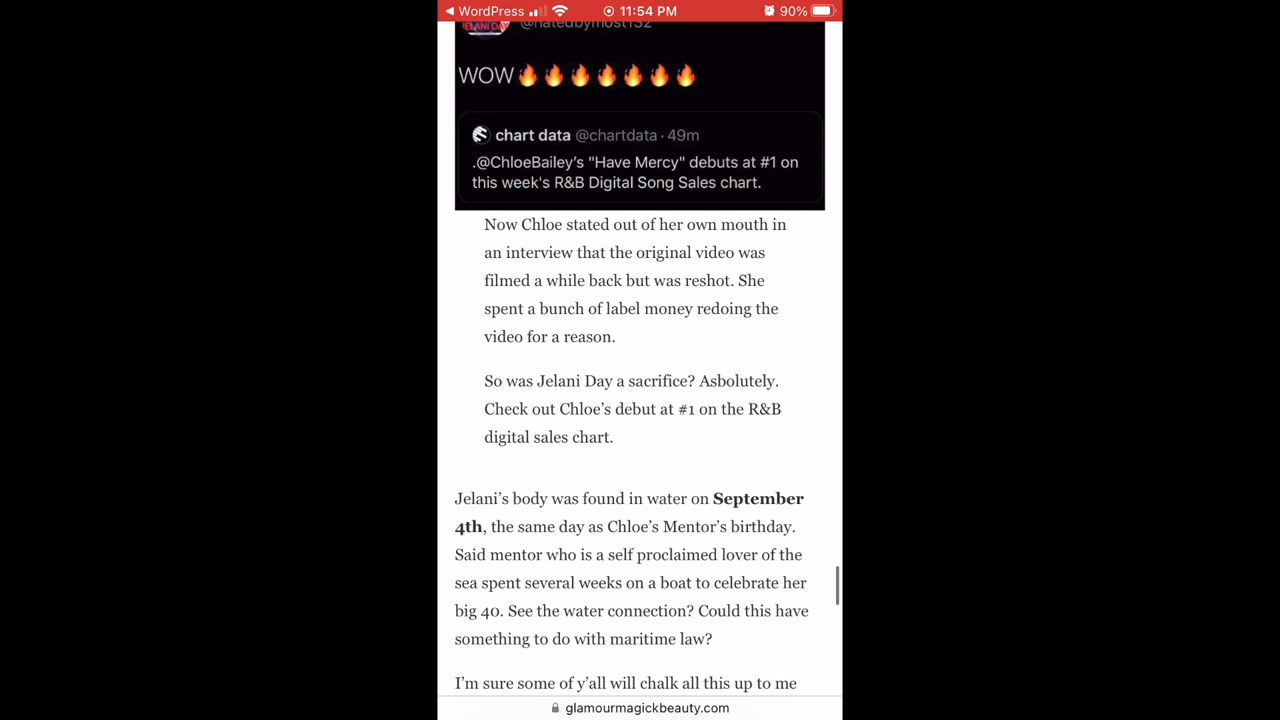 WordPress
11:54 PM
90%
JELANI DAY
@hatedbymost132
WOW🔥🔥🔥🔥🔥🔥🔥
chart data @chartdata · 49m
.@ChloeBailey's "Have Mercy" debuts at #1 on
this week's R&B Digital Song Sales chart.
Now Chloe stated out of her own mouth in
an interview that the original video was
filmed a while back but was reshot. She
spent a bunch of label money redoing the
video for a reason.
So was Jelani Day a sacrifice? Asbolutely.
Check out Chloe’s debut at #1 on the R&B
digital sales chart.
Jelani’s body was found in water on September
4th, the same day as Chloe’s Mentor’s birthday.
Said mentor who is a self proclaimed lover of the
sea spent several weeks on a boat to celebrate her
big 40. See the water connection? Could this have
something to do with maritime law?
I’m sure some of y’all will chalk all this up to me
glamourmagickbeauty.com